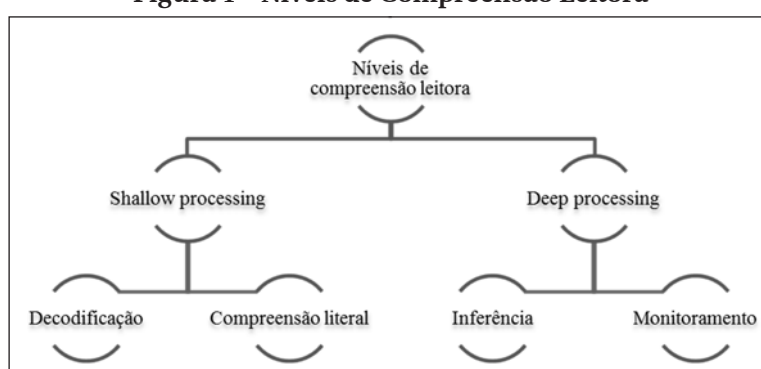 Figura 1 - Níveis de Compreensão Leitora
Níveis de
compreensão leitora
Shallow processing
Deep processing
Decodificação
Compreensão literal
Inferência
Monitoramento